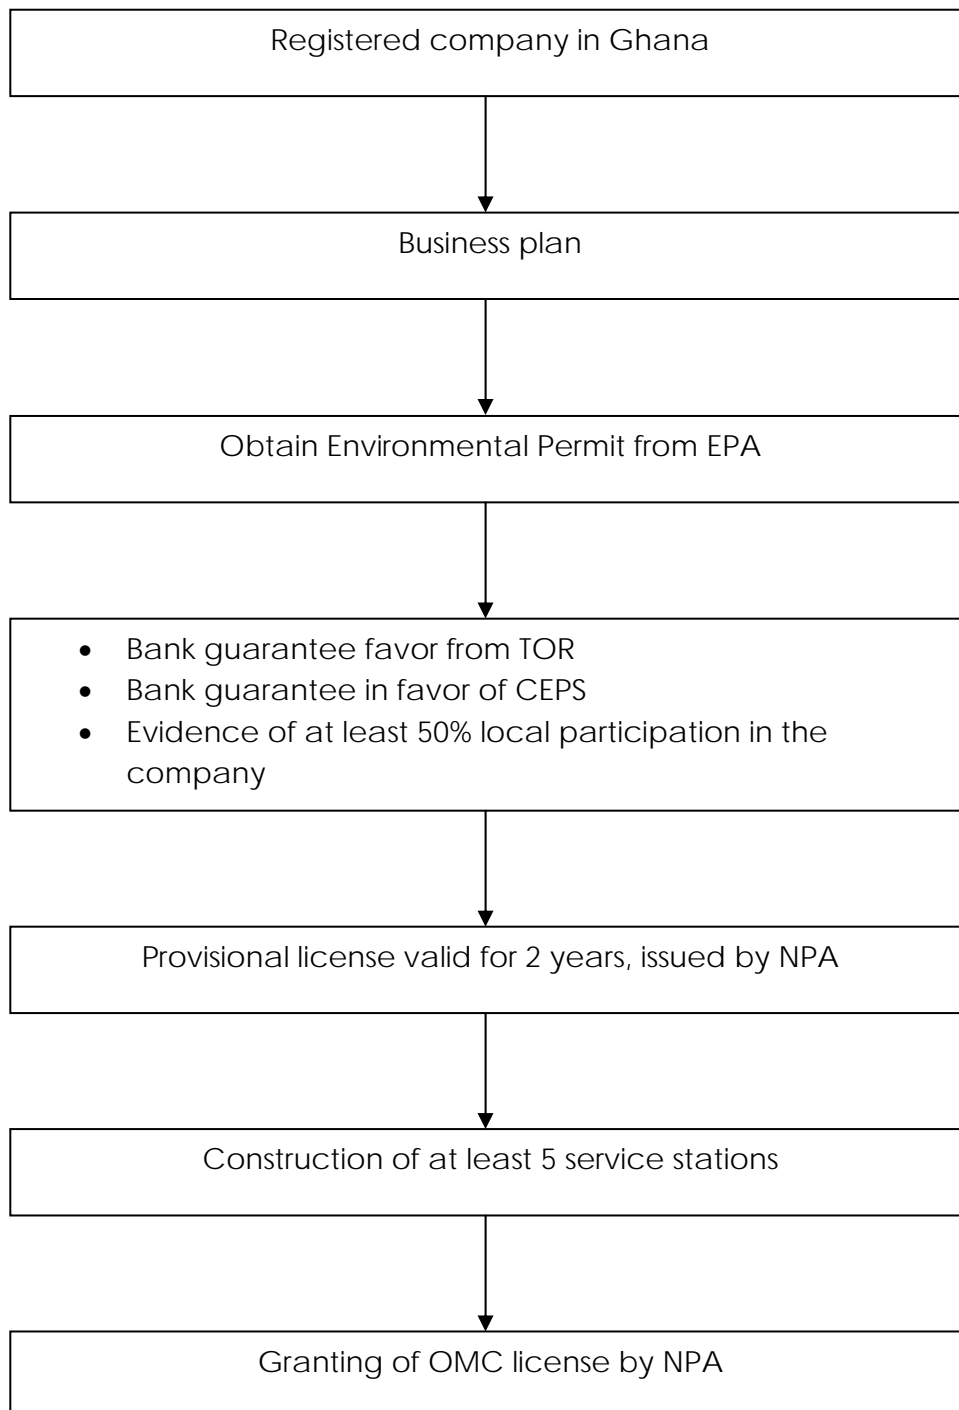 Registered company in Ghana
Business plan
Obtain Environmental Permit from EPA
• Bank guarantee favor from TOR
• Bank guarantee in favor of CEPS
• Evidence of at least 50% local participation in the
company
Provisional license valid for 2 years, issued by NPA
Construction of at least 5 service stations
Granting of OMC license by NPA